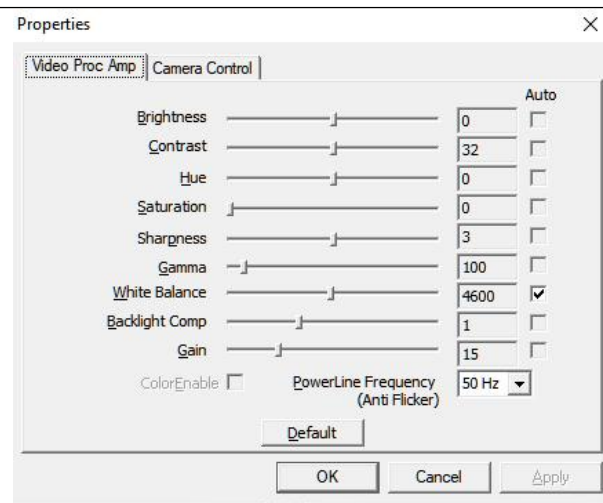 Properties
Video Proc Amp Camera Control
Auto
Brightness 0
Contrast 32
Hue 0
Saturation 0
Sharpness 3
Gamma 100
White Balance 4600
Backlight Comp 1
Gain 15
ColorEnable PowerLine Frequency 50 Hz
(Anti Flicker)
Default
OK Cancel Apply